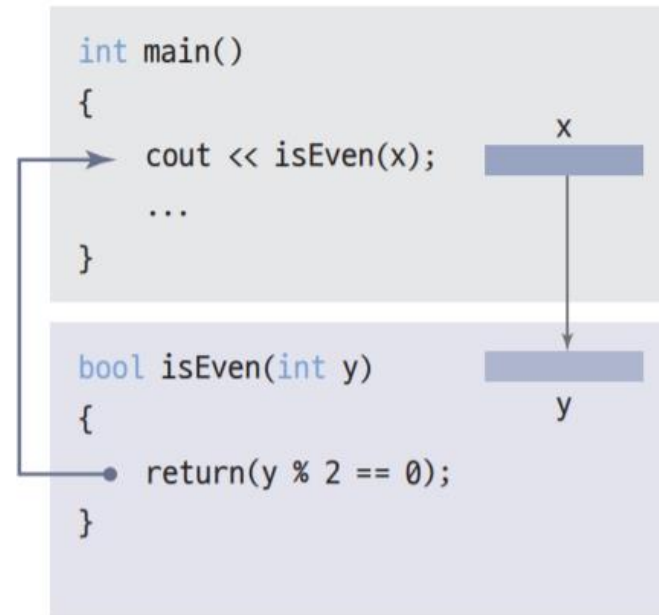 int main()
{
x
cout << isEven(x);
...
}
bool isEven(int y)
y
{
return(y % 2 == 0);
}